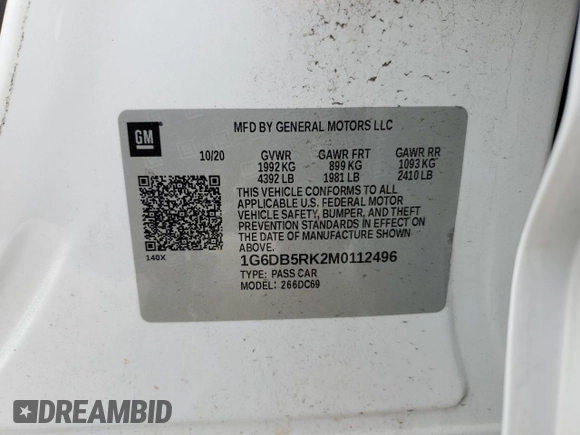 GM
MFD BY GENERAL MOTORS LLC
10/20 GVWR GAWR FRT GAWR RR
1992 KG 899 KG 1093 KG
4392 LB 1981 LB 2410 LB
THIS VEHICLE CONFORMS TO ALL
APPLICABLE U.S. FEDERAL MOTOR
VEHICLE SAFETY, BUMPER, AND THEFT
PREVENTION STANDARDS IN EFFECT ON
THE DATE OF MANUFACTURE SHOWN
ABOVE.
140X
1G6DB5RK2M0112496
TYPE: PASS CAR
MODEL: 266DC69
DREAMBID